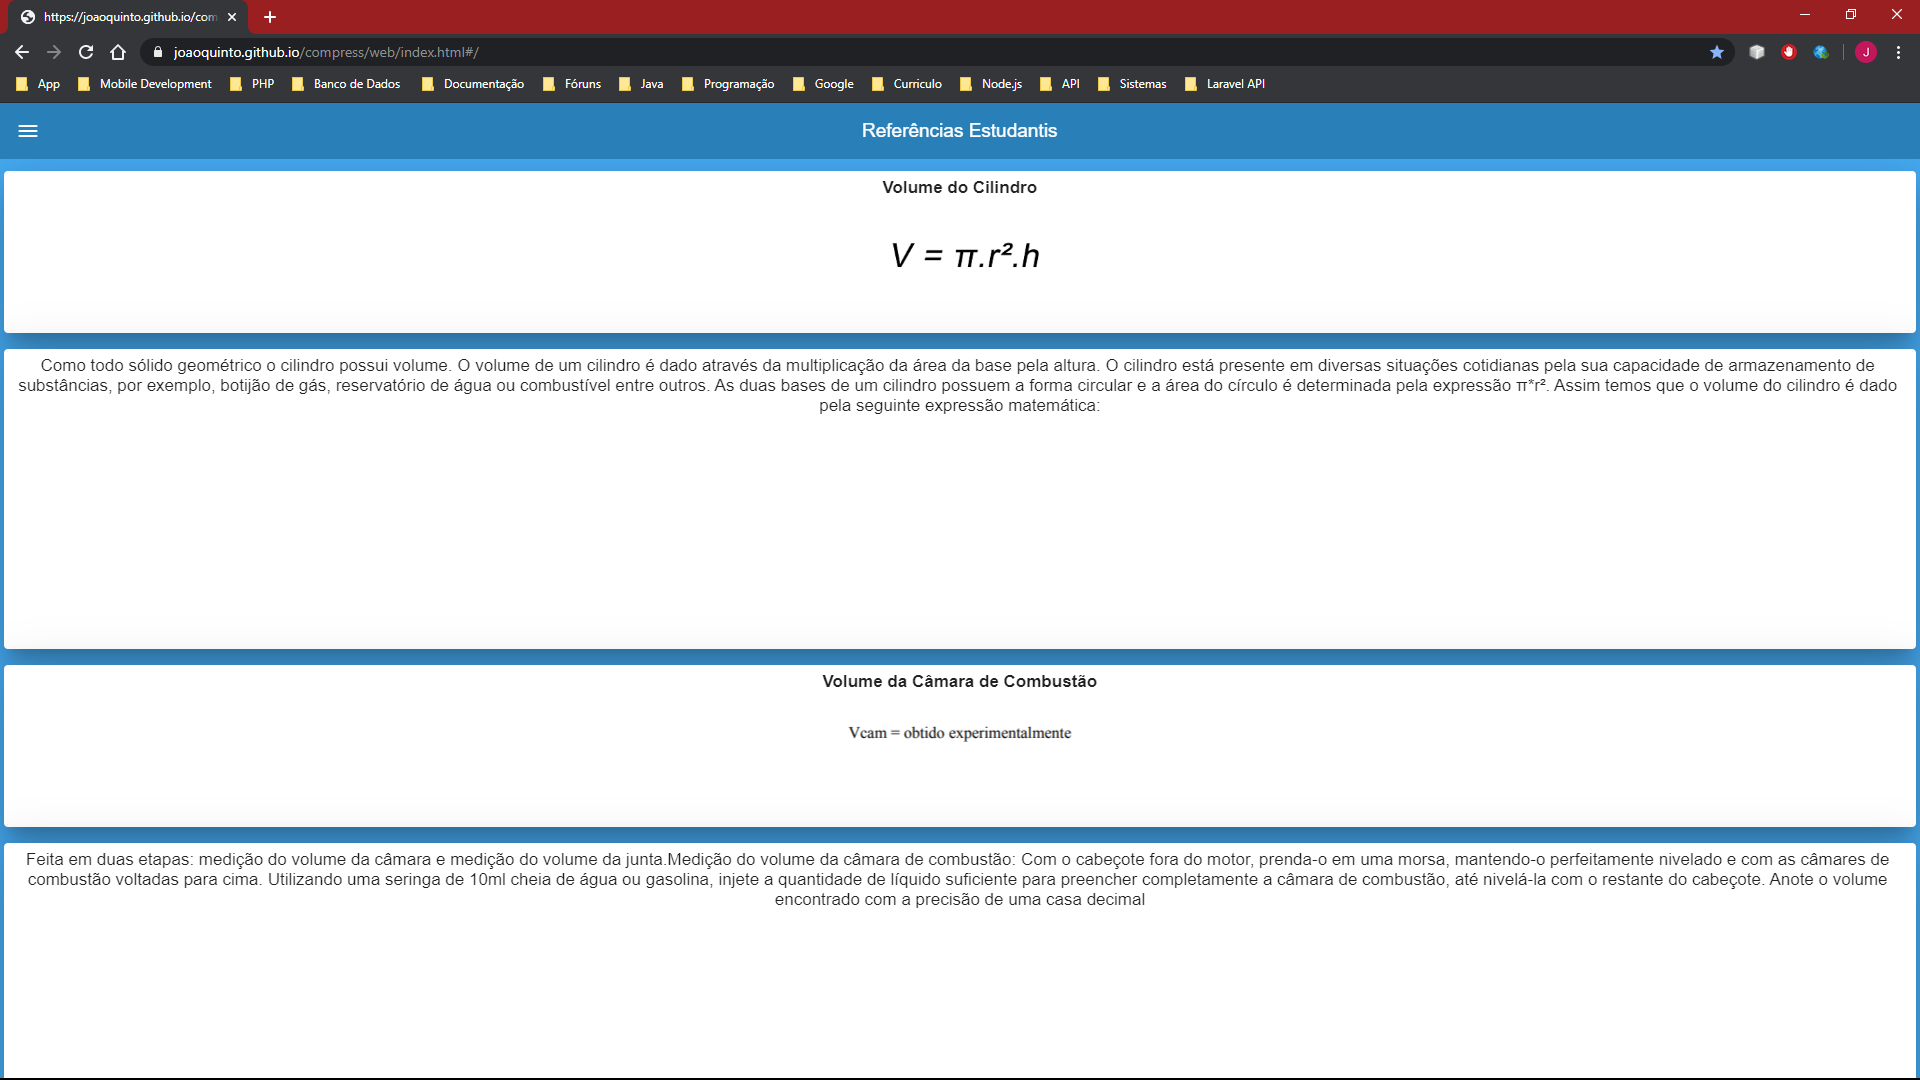 https://joaoquinto.github.io/com
joaoquinto.github.io/compress/web/index.html#/
J
App Mobile Development PHP Banco de Dados Documentação Fóruns Java Programação Google Curriculo Node.js API Sistemas Laravel API
Referências Estudantis
Volume do Cilindro
V = π.r².h
Como todo sólido geométrico o cilindro possui volume. O volume de um cilindro é dado através da multiplicação da área da base pela altura. O cilindro está presente em diversas situações cotidianas pela sua capacidade de armazenamento de
substâncias, por exemplo, botijão de gás, reservatório de água ou combustível entre outros. As duas bases de um cilindro possuem a forma circular e a área do círculo é determinada pela expressão π*r². Assim temos que o volume do cilindro é dado
pela seguinte expressão matemática:
Volume da Câmara de Combustão
Vcam = obtido experimentalmente
Feita em duas etapas: medição do volume da câmara e medição do volume da junta.Medição do volume da câmara de combustão: Com o cabeçote fora do motor, prenda-o em uma morsa, mantendo-o perfeitamente nivelado e com as câmares de
combustão voltadas para cima. Utilizando uma seringa de 10ml cheia de água ou gasolina, injete a quantidade de líquido suficiente para preencher completamente a câmara de combustão, até nivelá-la com o restante do cabeçote. Anote o volume
encontrado com a precisão de uma casa decimal